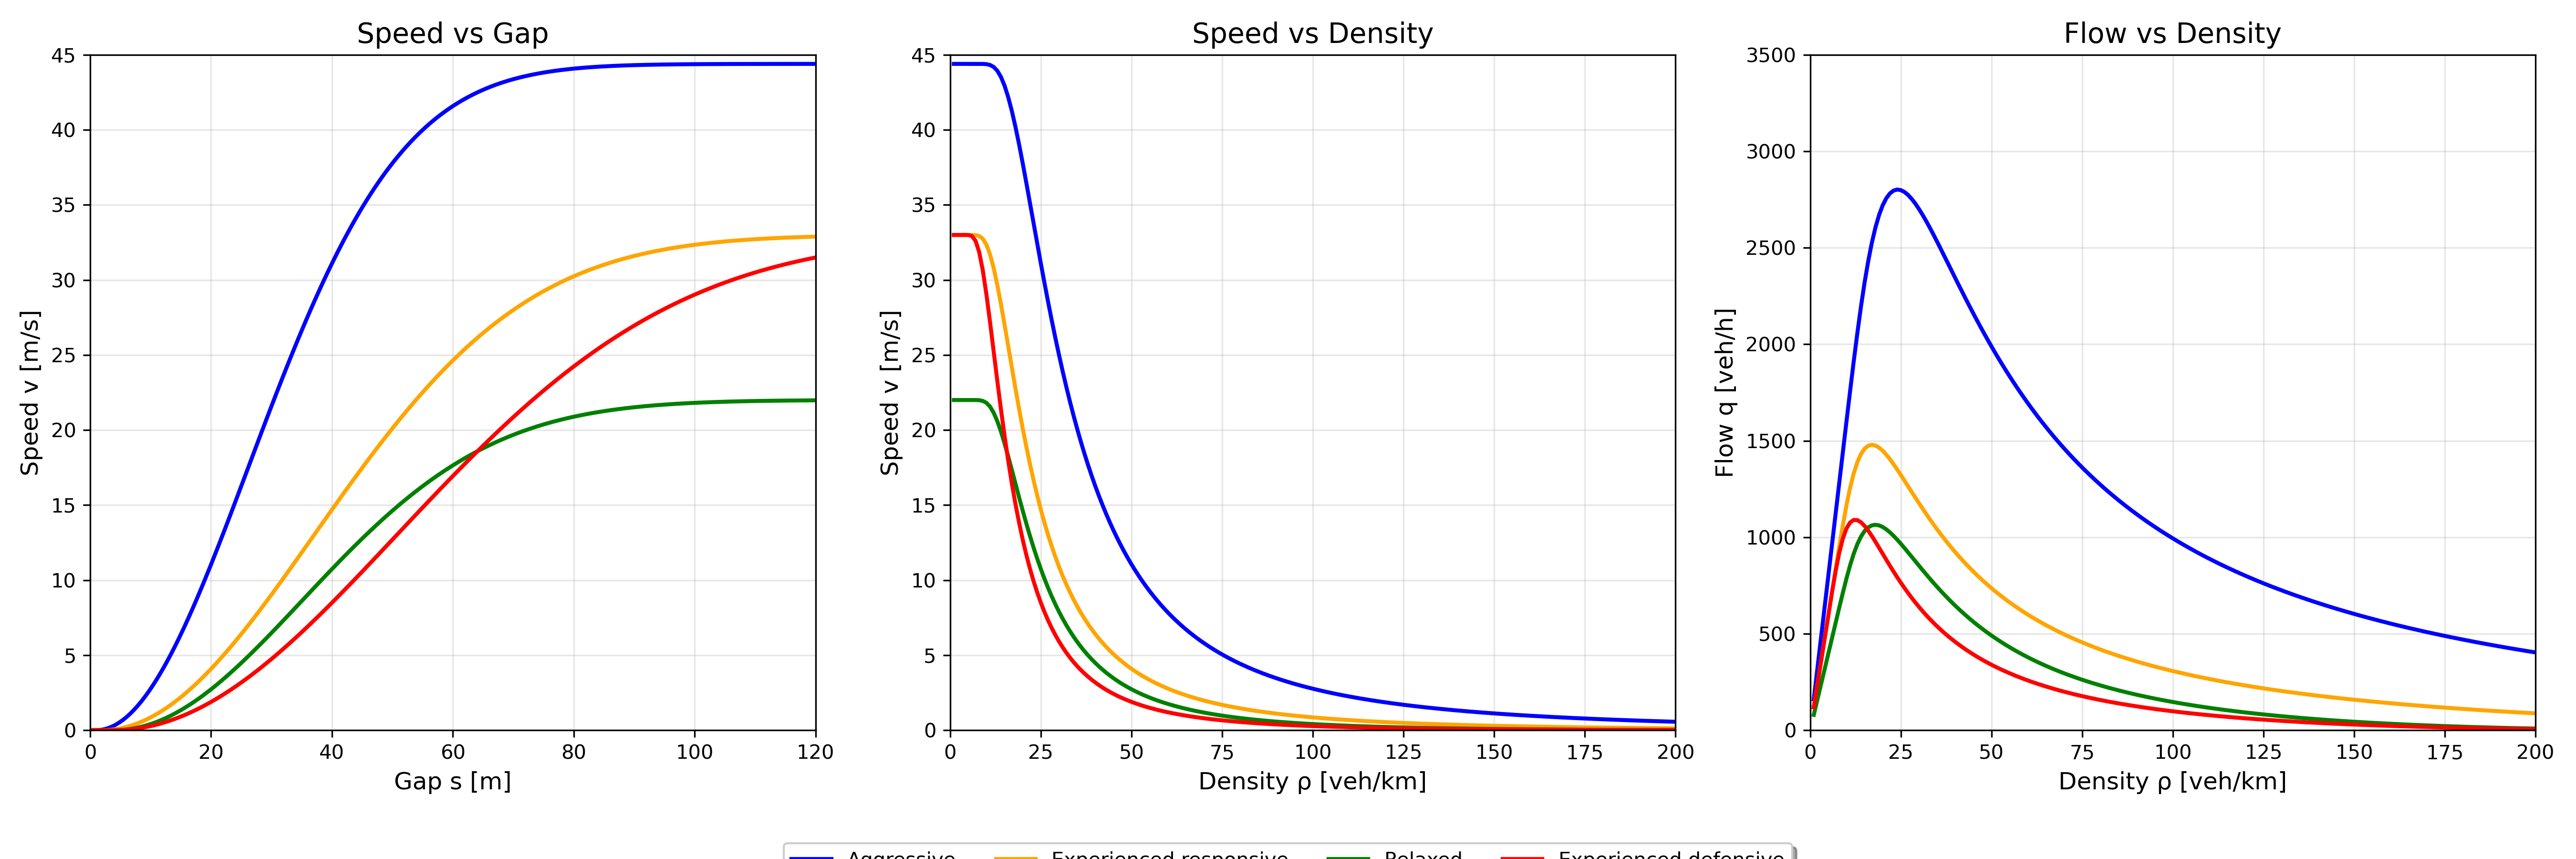 Speed vs Gap
Speed vs Density
Flow vs Density
45
40
35
30
25
20
15
10
5
0
Speed v [m/s]
0 20 40 60 80 100 120
Gap s [m]
45
40
35
30
25
20
15
10
5
0
Speed v [m/s]
0 25 50 75 100 125 150 175 200
Density ρ [veh/km]
3500
3000
2500
2000
1500
1000
500
0
Flow q [veh/h]
0 25 50 75 100 125 150 175 200
Density ρ [veh/km]
Aggressive Experienced responsive Relaxed Experienced defensive